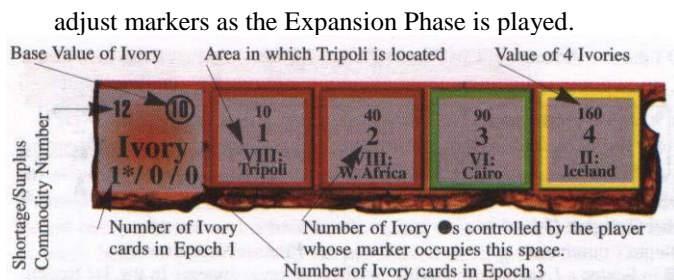 adjust markers as the Expansion Phase is played.
Base Value of Ivory
Area in which Tripoli is located
Value of 4 Ivories
Shortage/Surplus
Commodity Number
12 10
Ivory
1*/ 0 / 0
10
1
VIII:
Tripoli
40
2
VIII:
W. Africa
90
3
VI:
Cairo
160
4
II:
Iceland
Number of Ivory
cards in Epoch 1
Number of Ivory ●s controlled by the player
whose marker occupies this space.
Number of Ivory cards in Epoch 3